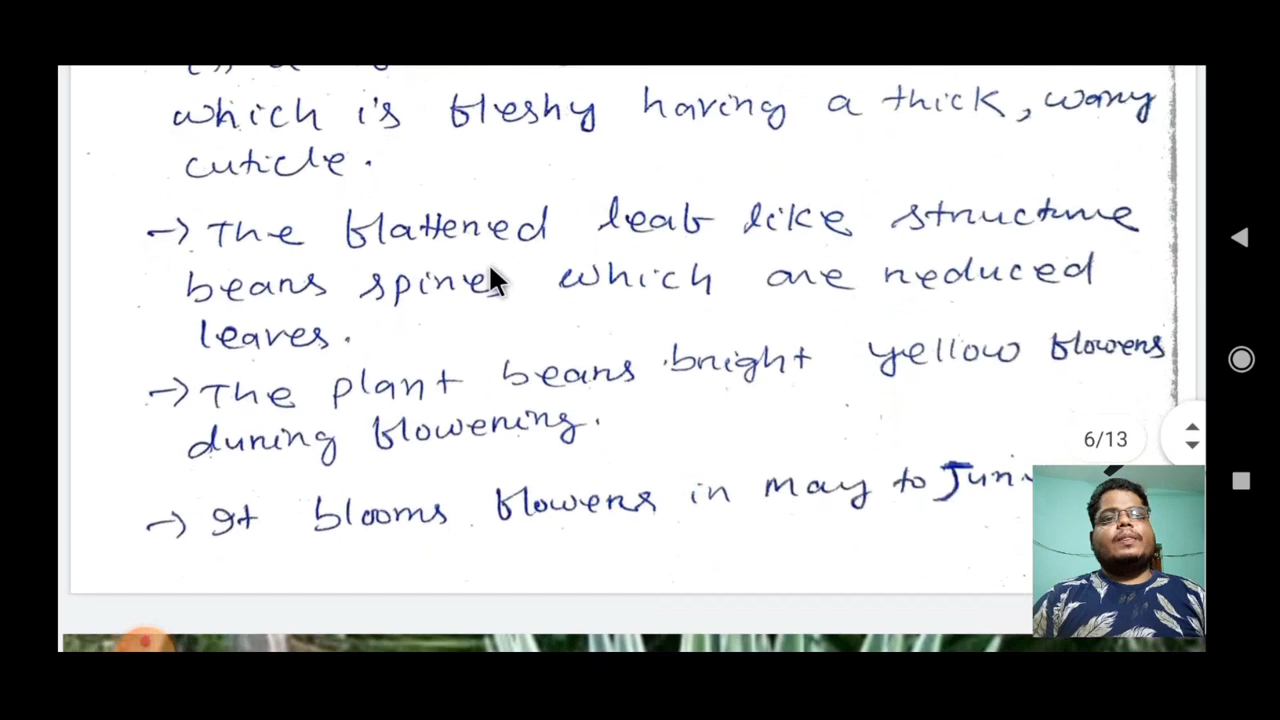 which is fleshy having a thick, waxy
cuticle.
→ The flattened leaf like structure
bears spines which are reduced
leaves.
→ The plant bears bright yellow flowers
during flowering.
→ It blooms flowers in may to
6/13